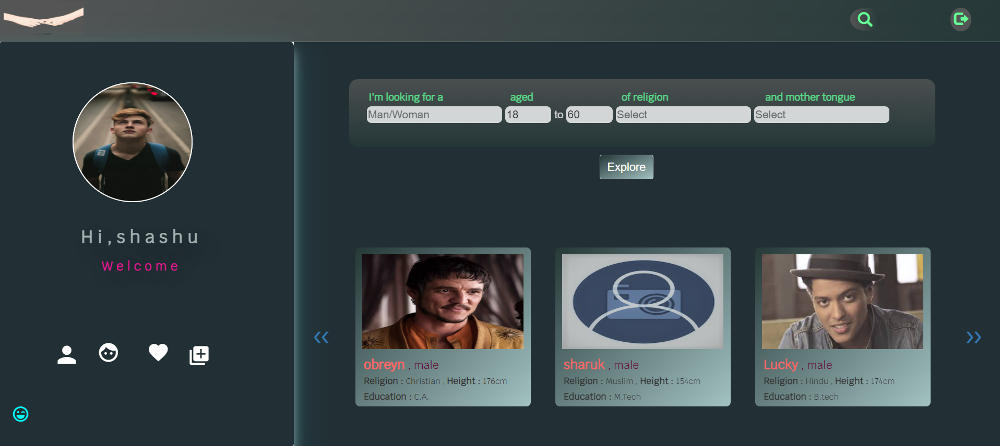 I'm looking for a aged of religion and mother tongue
Man/Woman 18 to 60 Select Select
Explore
Hi,shashu
Welcome
obreyn , male
Religion : Christian , Height : 176cm
Education : C.A.
sharuk , male
Religion : Muslim , Height : 154cm
Education : M.Tech
Lucky , male
Religion : Hindu , Height : 174cm
Education : B.tech